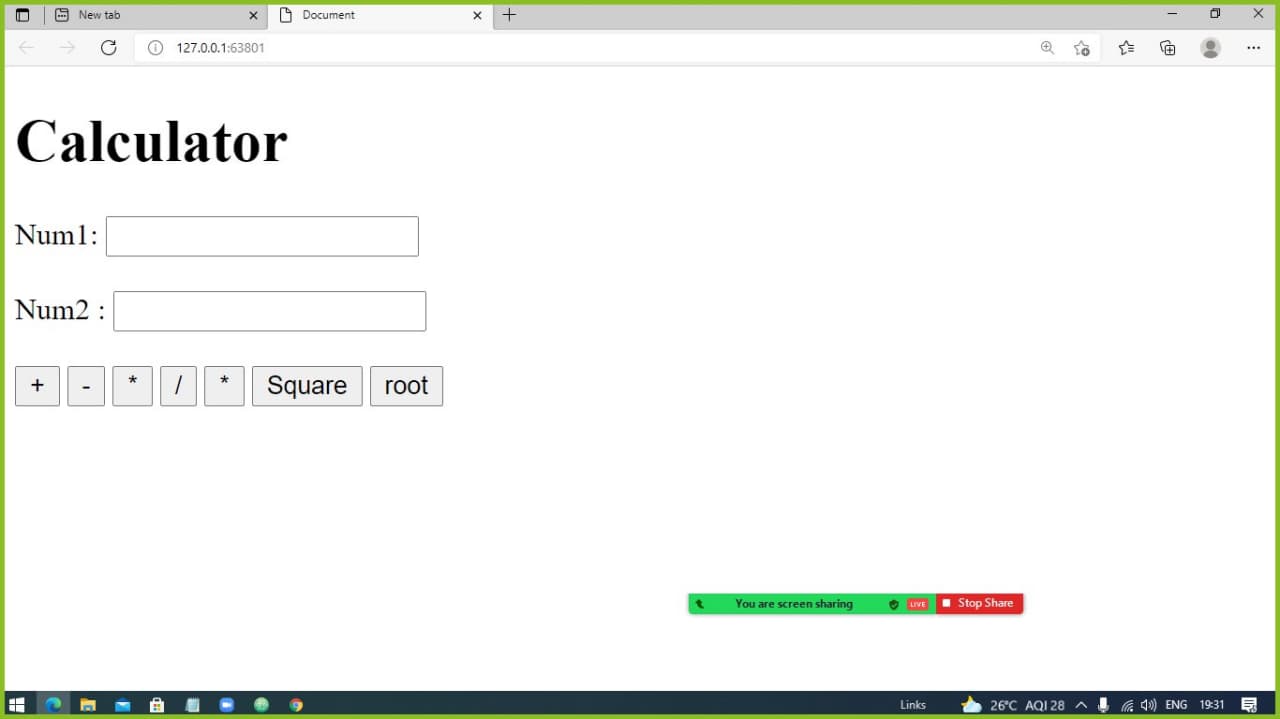 New tab
Document
127.0.0.1:63801
Calculator
Num1:
Num2 :
+ - * / * Square root
You are screen sharing LIVE Stop Share
Links 26°C AQI 28 ENG 19:31